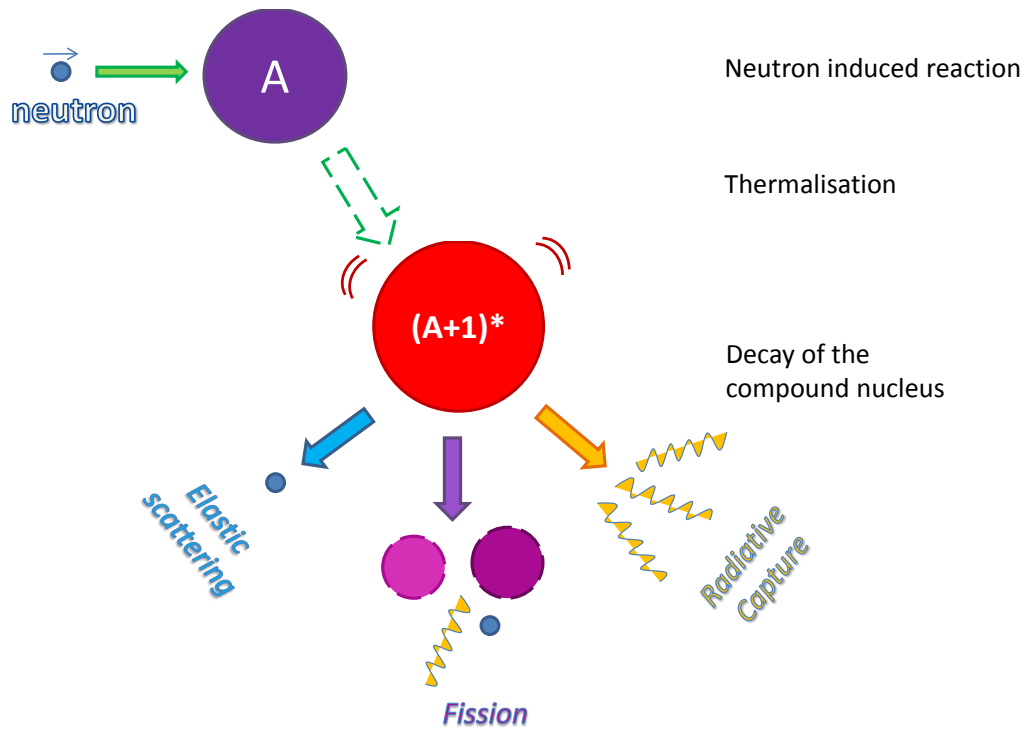 A
neutron
Neutron induced reaction
Thermalisation
(A+1)*
Decay of the
compound nucleus
Elastic
scattering
Radiative
Capture
Fission